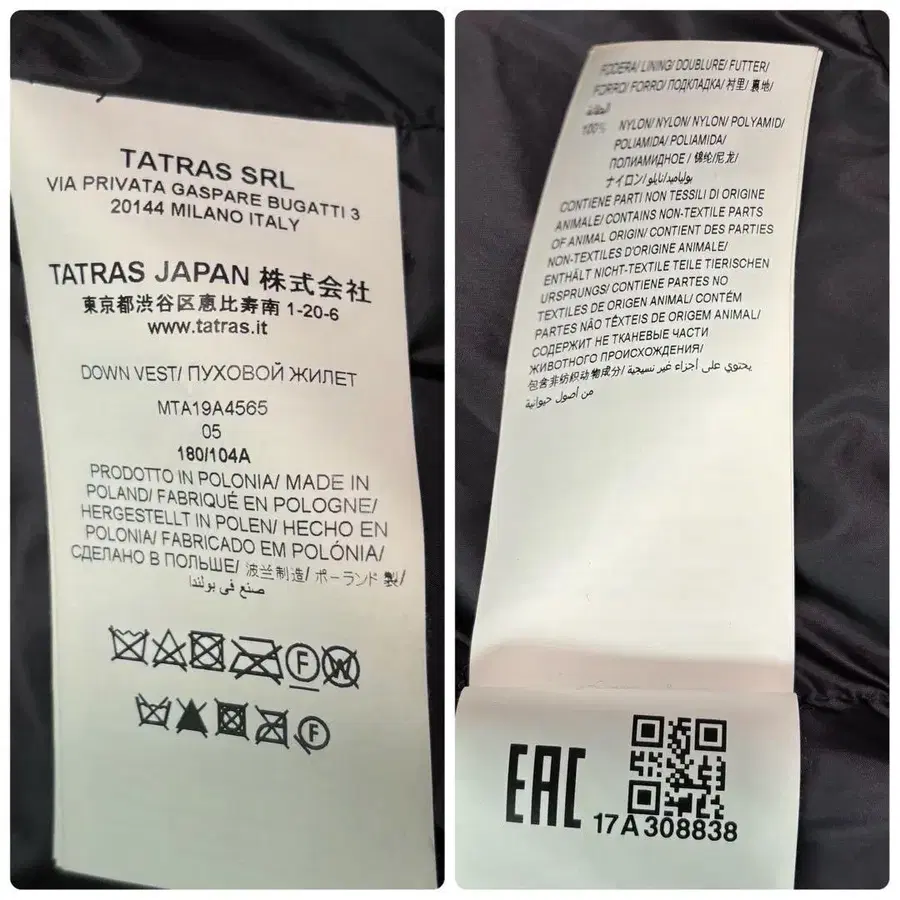 TATRAS SRL
VIA PRIVATA GASPARE BUGATTI 3
20144 MILANO ITALY
TATRAS JAPAN 株式会社
東京都渋谷区恵比寿南 1-20-6
www.tatras.it
DOWN VEST/ ПУХОВОЙ ЖИЛЕТ
MTA19A4565
05
180/104A
PRODOTTO IN POLONIA/ MADE IN
POLAND/ FABRIQUÉ EN POLOGNE/
HERGESTELLT IN POLEN/ HECHO EN
POLONIA/ FABRICADO EM POLÓNIA/
СДЕЛАНО В ПОЛЬШЕ/ 波兰制造/ ポーランド 製/
صنع في بولندا
F W
F
FODERA/ LINING/ DOUBLURE/ FUTTER/
FORRO/ FORRO/ ПОДКЛАДКА/ 衬里/ 裏地/
البطانة
100% NYLON/ NYLON/ NYLON/ POLYAMID/
POLIAMIDA/ POLIAMIDA/
ПОЛИАМИДНОЕ / 锦纶/尼龙/
ナイロン/ بولياميد/نايلو
CONTIENE PARTI NON TESSILI DI ORIGINE
ANIMALE/ CONTAINS NON-TEXTILE PARTS
OF ANIMAL ORIGIN/ CONTIENT DES PARTIES
NON-TEXTILES D'ORIGINE ANIMALE/
ENTHÄLT NICHT-TEXTILE TEILE TIERISCHEN
URSPRUNGS/ CONTIENE PARTES NO
TEXTILES DE ORIGEN ANIMAL/ CONTÉM
PARTES NÃO TÊXTEIS DE ORIGEM ANIMAL/
СОДЕРЖИТ НЕ ТКАНЕВЫЕ ЧАСТИ
ЖИВОТНОГО ПРОИСХОЖДЕНИЯ/
包含非纺织动物成分/ يحتوي على أجزاء غير نسيجية
من أصول حيوانية
EAC
17A308838